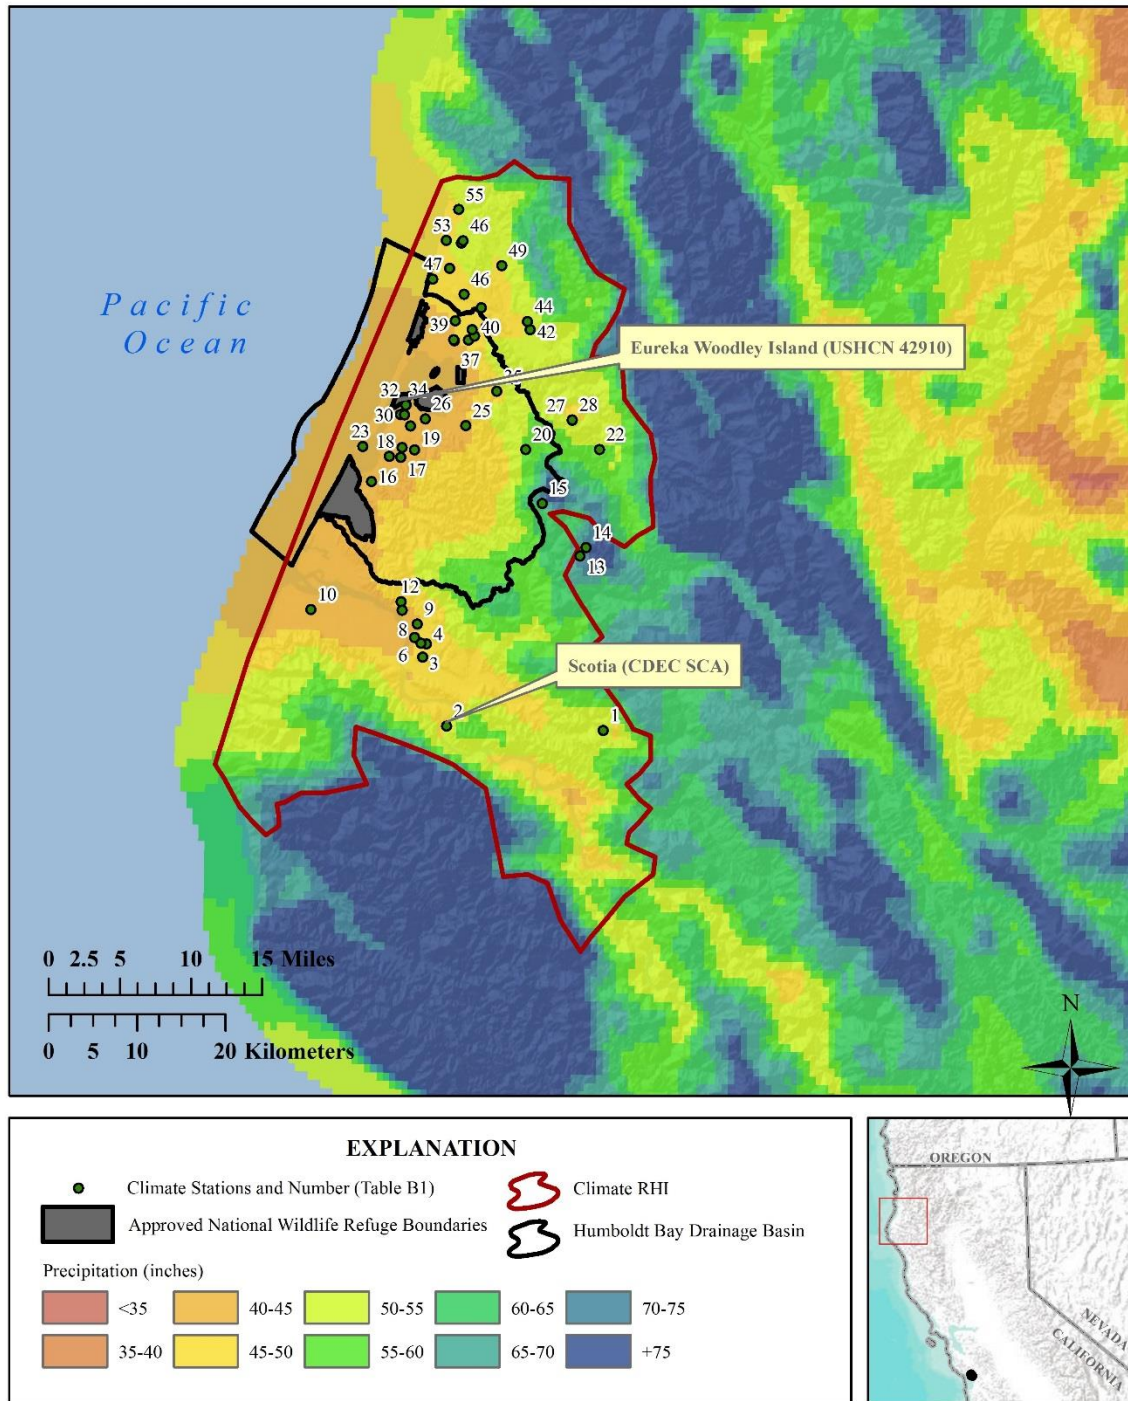 Pacific
Ocean
55
53 46
49
47
46
44
39 40 42
37
Eureka Woodley Island (USHCN 42910)
35
32 34
30 26 25 27 28
23 18 19 20 22
17
16
15
14
13
12
10 9
8 4
6 3
Scotia (CDEC SCA)
2 1
0 2.5 5 10 15 Miles
0 5 10 20 Kilometers
N
EXPLANATION
Climate Stations and Number (Table B1)
Climate RHI
Approved National Wildlife Refuge Boundaries
Humboldt Bay Drainage Basin
Precipitation (inches)
<35 40-45 50-55 60-65 70-75
35-40 45-50 55-60 65-70 +75
OREGON
NEVADA
CALIFORNIA